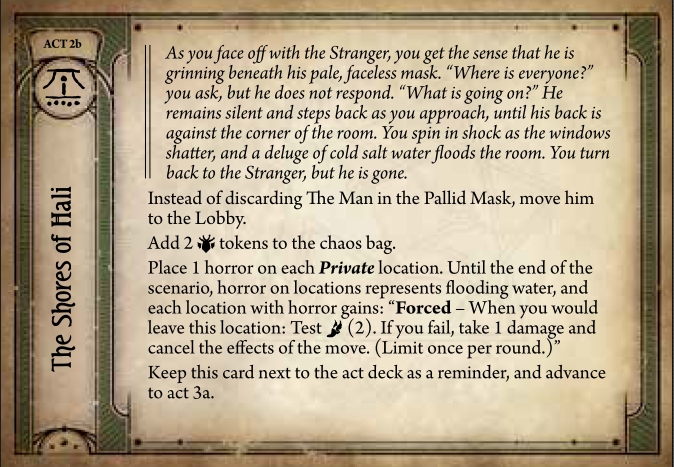 ACT 2b
The Shores of Hali
As you face off with the Stranger, you get the sense that he is
grinning beneath his pale, faceless mask. “Where is everyone?”
you ask, but he does not respond. “What is going on?” He
remains silent and steps back as you approach, until his back is
against the corner of the room. You spin in shock as the windows
shatter, and a deluge of cold salt water floods the room. You turn
back to the Stranger, but he is gone.
Instead of discarding The Man in the Pallid Mask, move him
to the Lobby.
Add 2 tokens to the chaos bag.
Place 1 horror on each Private location. Until the end of the
scenario, horror on locations represents flooding water, and
each location with horror gains: “Forced – When you would
leave this location: Test (2). If you fail, take 1 damage and
cancel the effects of the move. (Limit once per round.)”
Keep this card next to the act deck as a reminder, and advance
to act 3a.